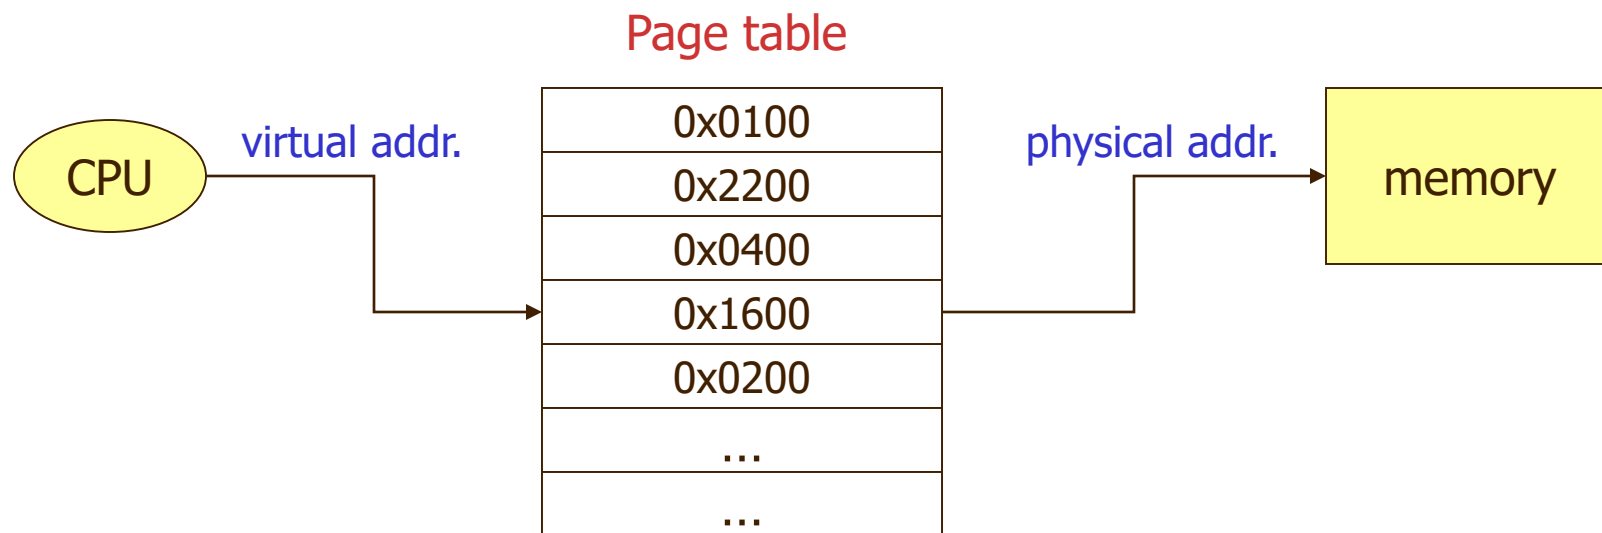 Page table
CPU
virtual addr.
0x0100
0x2200
0x0400
0x1600
0x0200
...
...
physical addr.
memory